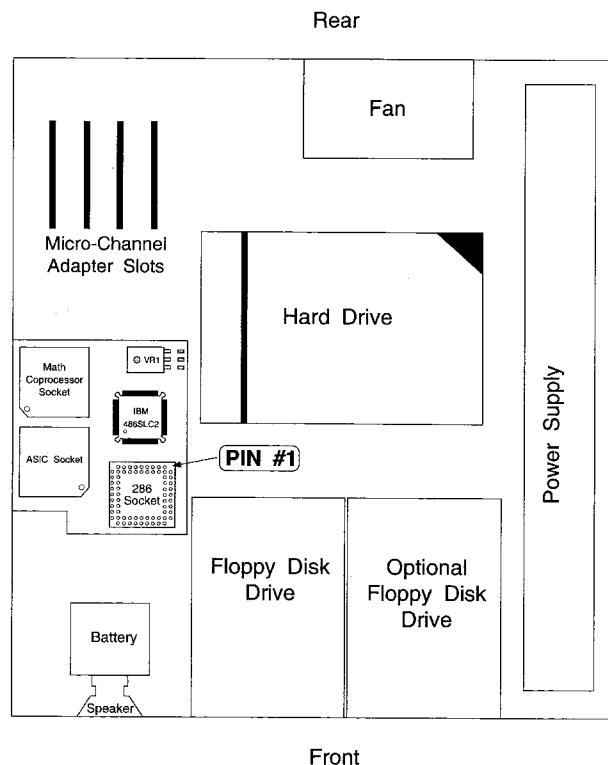 Rear
Fan
Micro-Channel
Adapter Slots
Hard Drive
Power Supply
VR1
Math
Coprocessor
Socket
IBM
486SLC2
ASIC Socket
PIN #1
286
Socket
Floppy Disk
Drive
Optional
Floppy Disk
Drive
Battery
Speaker
Front